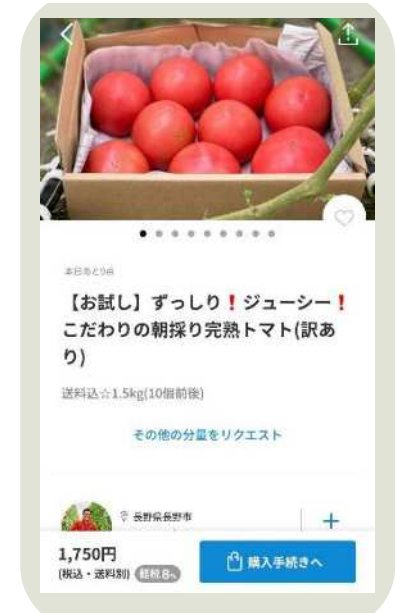 本日あと9点
【お試し】ずっしり❗ジューシー❗
こだわりの朝採り完熟トマト(訳あ
り)
送料込☆1.5kg(10個前後)
その他の分量をリクエスト
長野県長野市
1,750円
購入手続きへ
(税込・送料別) 軽税8%